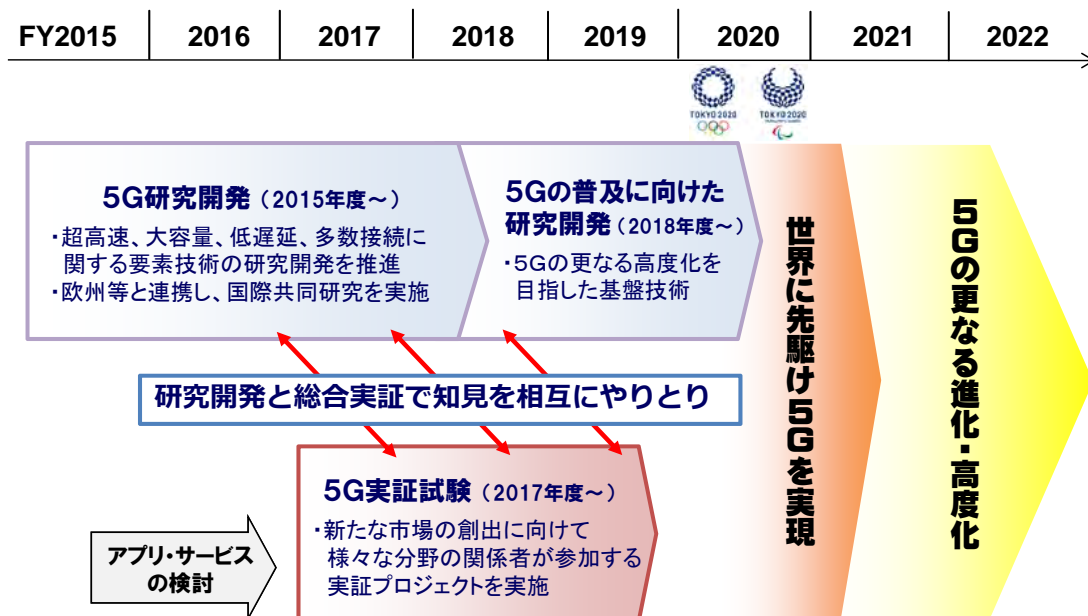 FY2015 2016 2017 2018 2019 2020 2021 2022
TOKYO 2020
TOKYO 2020
5G研究開発(2015年度~)
・超高速、大容量、低遅延、多数接続に
関する要素技術の研究開発を推進
・欧州等と連携し、国際共同研究を実施
5Gの普及に向けた
研究開発(2018年度~)
・5Gの更なる高度化を
目指した基盤技術
研究開発と総合実証で知見を相互にやりとり
5G実証試験(2017年度~)
・新たな市場の創出に向けて
様々な分野の関係者が参加する
実証プロジェクトを実施
アプリ・サービス
の検討
世界に先駆け5Gを実現
5Gの更なる進化・高度化